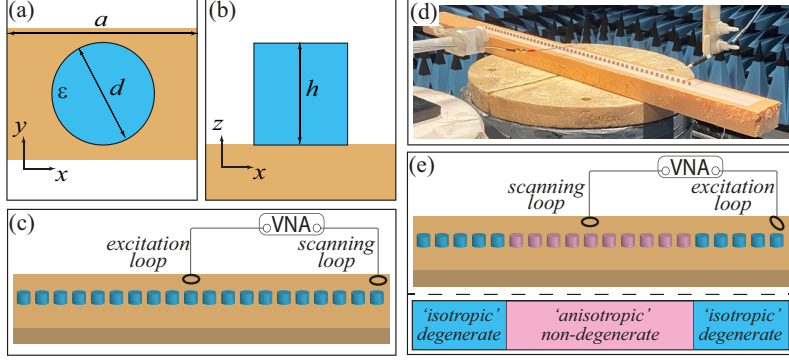 (a)
a
ε
d
y
x
(b)
h
z
x
(c)
VNA
excitation
loop
scanning
loop
(d)
(e)
VNA
scanning
loop
excitation
loop
‘isotropic’
degenerate
‘anisotropic’
non-degenerate
‘isotropic’
degenerate